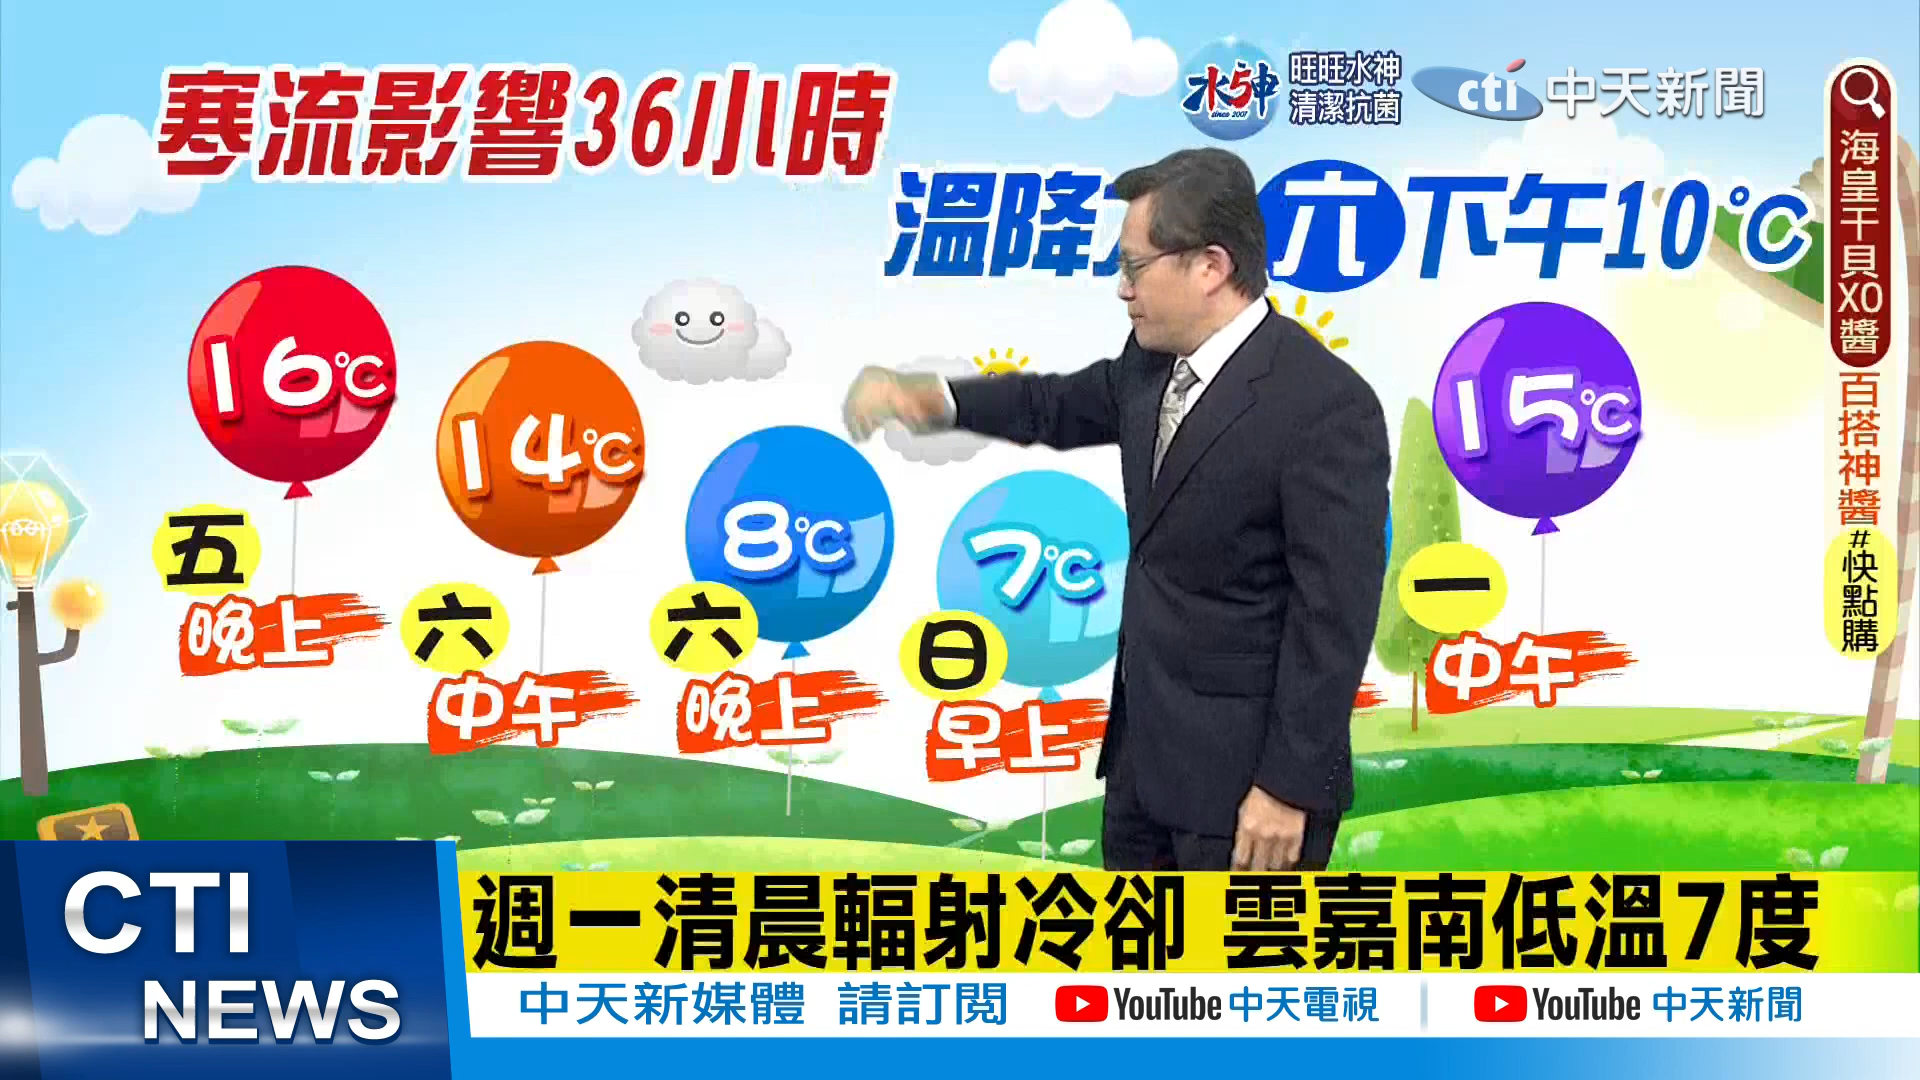 寒流影響36小時
水神
since 2007
旺旺水神
清潔抗菌
cti 中天新聞
溫降
六下午10℃
16℃
14℃
8℃
7℃
15℃
五
晚上
六
中午
六
晚上
日
早上
一
中午
海皇干貝XO醬
百搭神醬
#快點購
CTI
NEWS
週一清晨輻射冷卻 雲嘉南低溫7度
中天新媒體 請訂閱 YouTube 中天電視 | YouTube 中天新聞